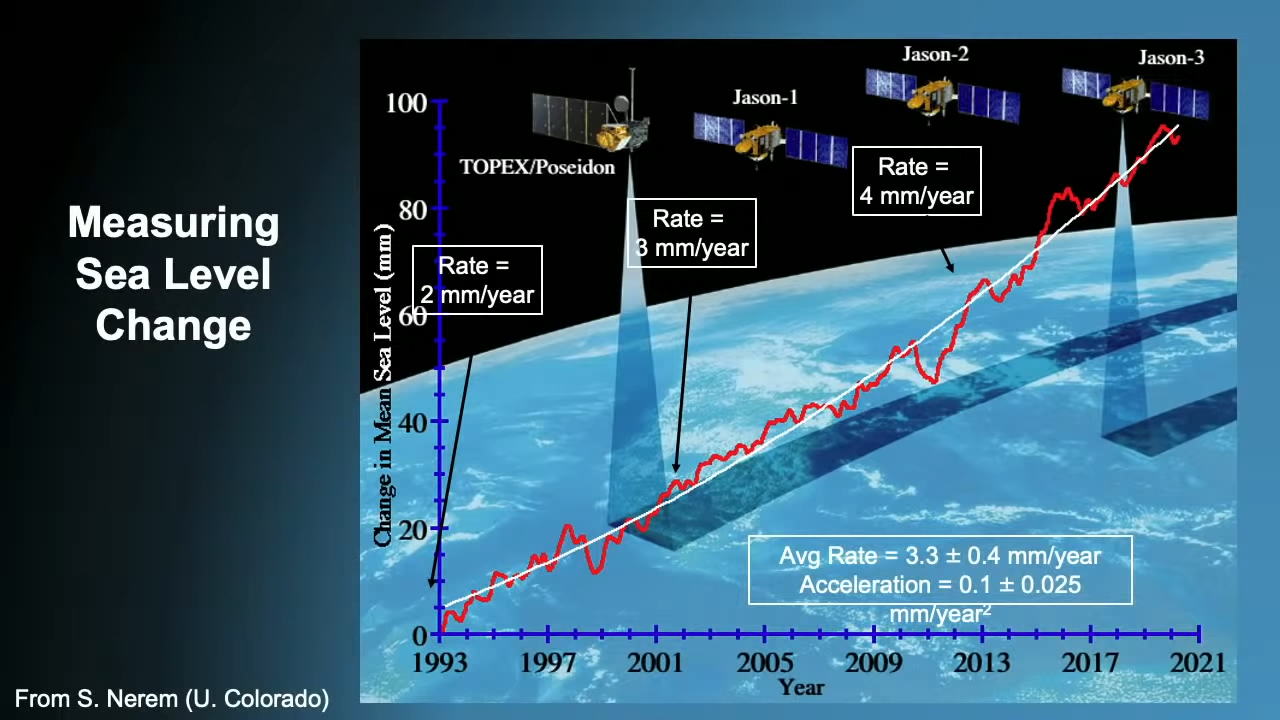 Measuring
Sea Level
Change
From S. Nerem (U. Colorado)
TOPEX/Poseidon
Jason-1
Jason-2
Jason-3
Rate =
2 mm/year
Rate =
3 mm/year
Rate =
4 mm/year
Avg Rate = 3.3 ± 0.4 mm/year
Acceleration = 0.1 ± 0.025
mm/year²
Change in Mean Sea Level (mm)
100
80
60
40
20
0
1993 1997 2001 2005 2009 2013 2017 2021
Year